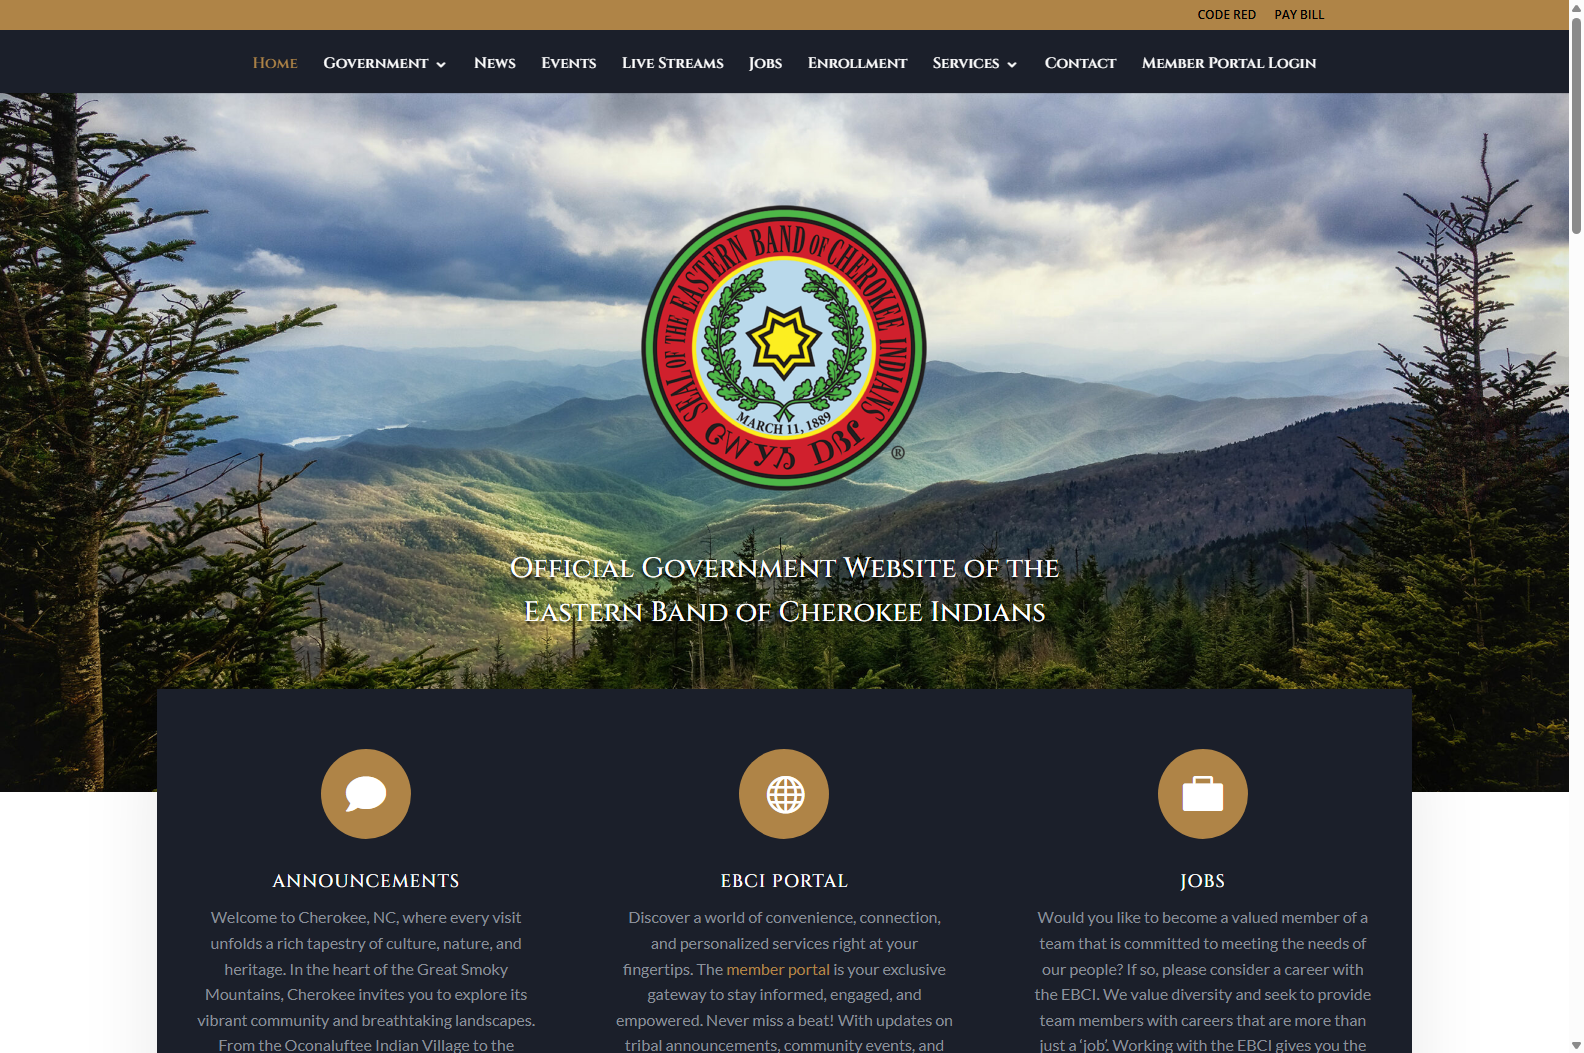 CODE RED PAY BILL
Home Government News Events Live Streams Jobs Enrollment Services Contact Member Portal Login
SEAL OF THE EASTERN BAND OF CHEROKEE INDIANS
MARCH 11, 1889
ᏣᎳᎩᏱ ᎠᏰᎵ
®
Official Government Website of the
Eastern Band of Cherokee Indians
ANNOUNCEMENTS
Welcome to Cherokee, NC, where every visit
unfolds a rich tapestry of culture, nature, and
heritage. In the heart of the Great Smoky
Mountains, Cherokee invites you to explore its
vibrant community and breathtaking landscapes.
From the Oconaluftee Indian Village to the
EBCI PORTAL
Discover a world of convenience, connection,
and personalized services right at your
fingertips. The member portal is your exclusive
gateway to stay informed, engaged, and
empowered. Never miss a beat! With updates on
tribal announcements, community events, and
JOBS
Would you like to become a valued member of a
team that is committed to meeting the needs of
our people? If so, please consider a career with
the EBCI. We value diversity and seek to provide
team members with careers that are more than
just a ‘job’. Working with the EBCI gives you the